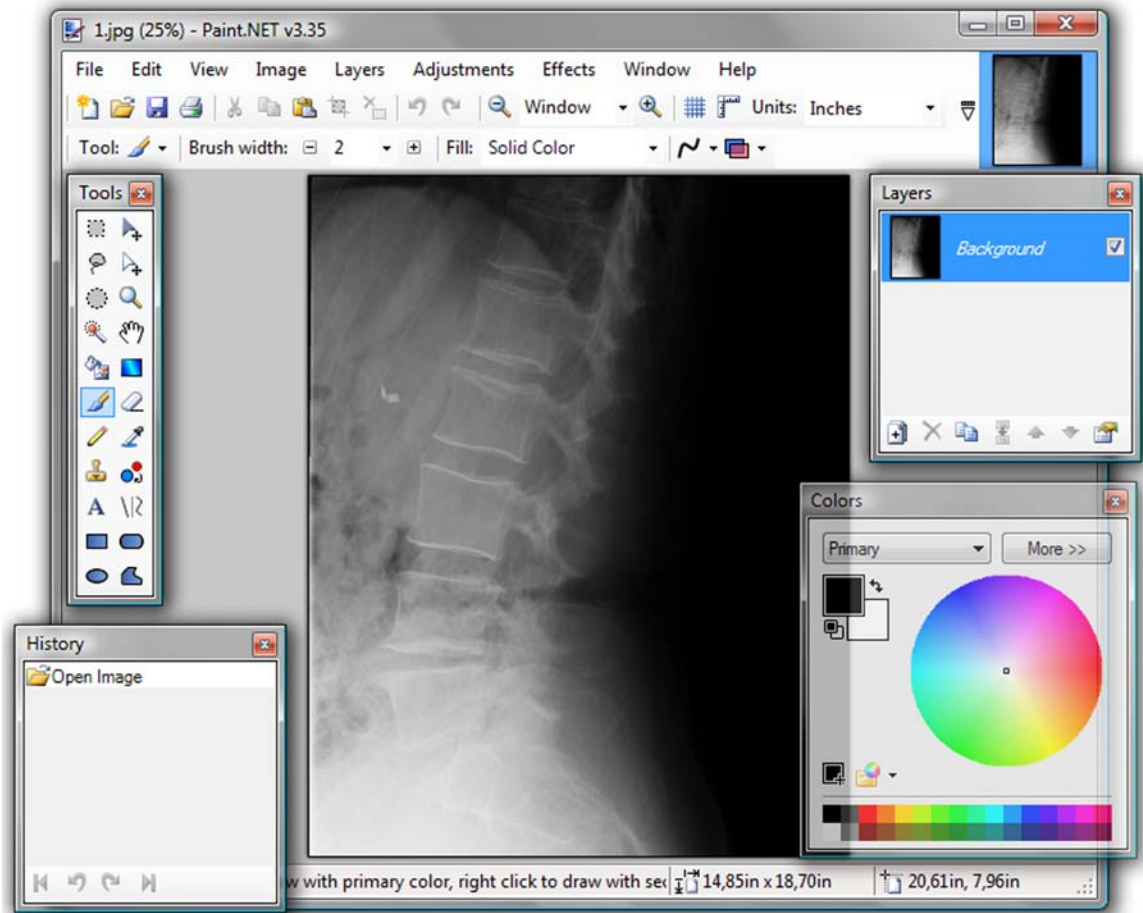 1.jpg (25%) - Paint.NET v3.35
File Edit View Image Layers Adjustments Effects Window Help
Window Units: Inches
Tool: Brush width: 2 Fill: Solid Color
Tools
Layers
Background
Colors
Primary More >>
History
Open Image
with primary color, right click to draw with 14,85in x 18,70in 20,61in, 7,96in